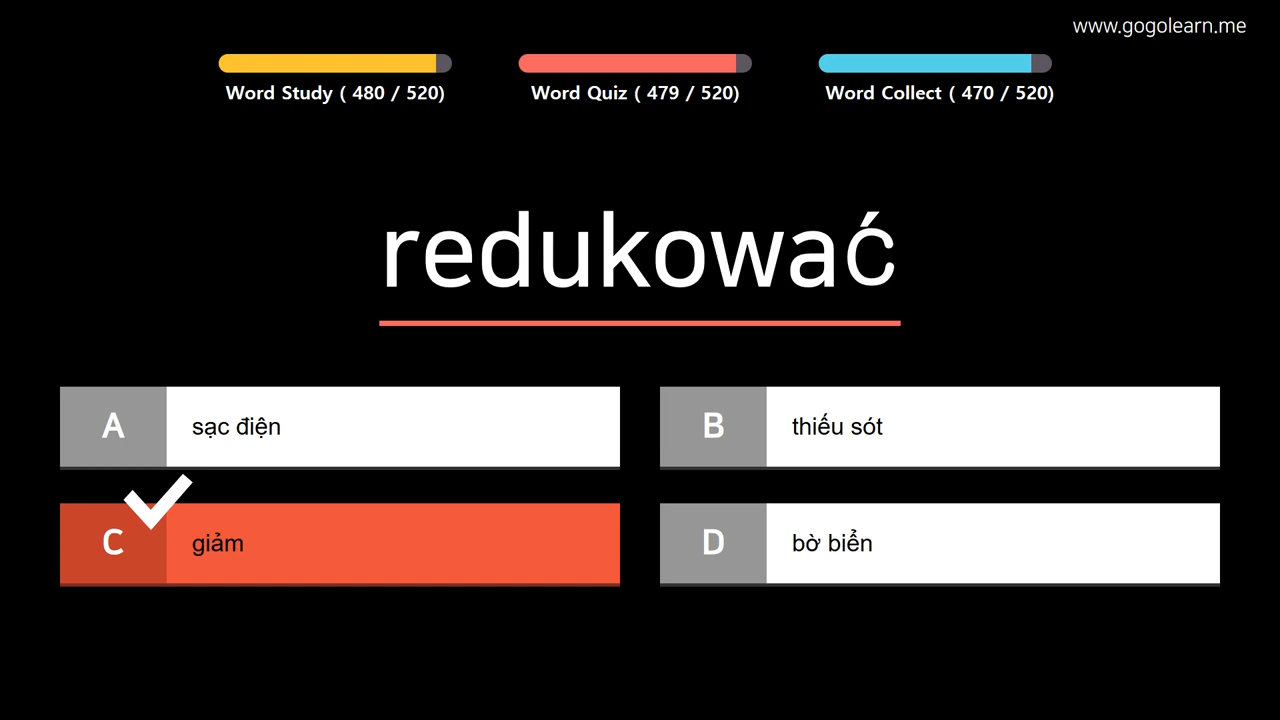 www.gogolearn.me
Word Study ( 480 / 520)
Word Quiz ( 479 / 520)
Word Collect ( 470 / 520)
redukować
A
sạc điện
B
thiếu sót
C
giảm
D
bờ biển